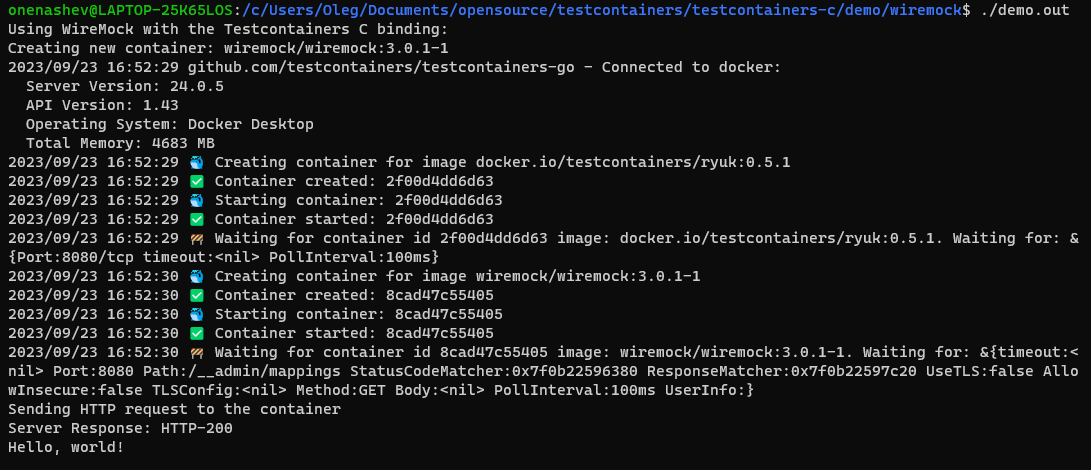 onenashev@LAPTOP-25K65LOS:/c/Users/Oleg/Documents/opensource/testcontainers/testcontainers-c/demo/wiremock$ ./demo.out
Using WireMock with the Testcontainers C binding:
Creating new container: wiremock/wiremock:3.0.1-1
2023/09/23 16:52:29 github.com/testcontainers/testcontainers-go - Connected to docker:
  Server Version: 24.0.5
  API Version: 1.43
  Operating System: Docker Desktop
  Total Memory: 4683 MB
2023/09/23 16:52:29 🐳 Creating container for image docker.io/testcontainers/ryuk:0.5.1
2023/09/23 16:52:29 ✅ Container created: 2f00d4dd6d63
2023/09/23 16:52:29 🐳 Starting container: 2f00d4dd6d63
2023/09/23 16:52:29 ✅ Container started: 2f00d4dd6d63
2023/09/23 16:52:29 🚧 Waiting for container id 2f00d4dd6d63 image: docker.io/testcontainers/ryuk:0.5.1. Waiting for: &
{Port:8080/tcp timeout:<nil> PollInterval:100ms}
2023/09/23 16:52:30 🐳 Creating container for image wiremock/wiremock:3.0.1-1
2023/09/23 16:52:30 ✅ Container created: 8cad47c55405
2023/09/23 16:52:30 🐳 Starting container: 8cad47c55405
2023/09/23 16:52:30 ✅ Container started: 8cad47c55405
2023/09/23 16:52:30 🚧 Waiting for container id 8cad47c55405 image: wiremock/wiremock:3.0.1-1. Waiting for: &{timeout:<
nil> Port:8080 Path:/__admin/mappings StatusCodeMatcher:0x7f0b22596380 ResponseMatcher:0x7f0b22597c20 UseTLS:false Allo
wInsecure:false TLSConfig:<nil> Method:GET Body:<nil> PollInterval:100ms UserInfo:}
Sending HTTP request to the container
Server Response: HTTP-200
Hello, world!